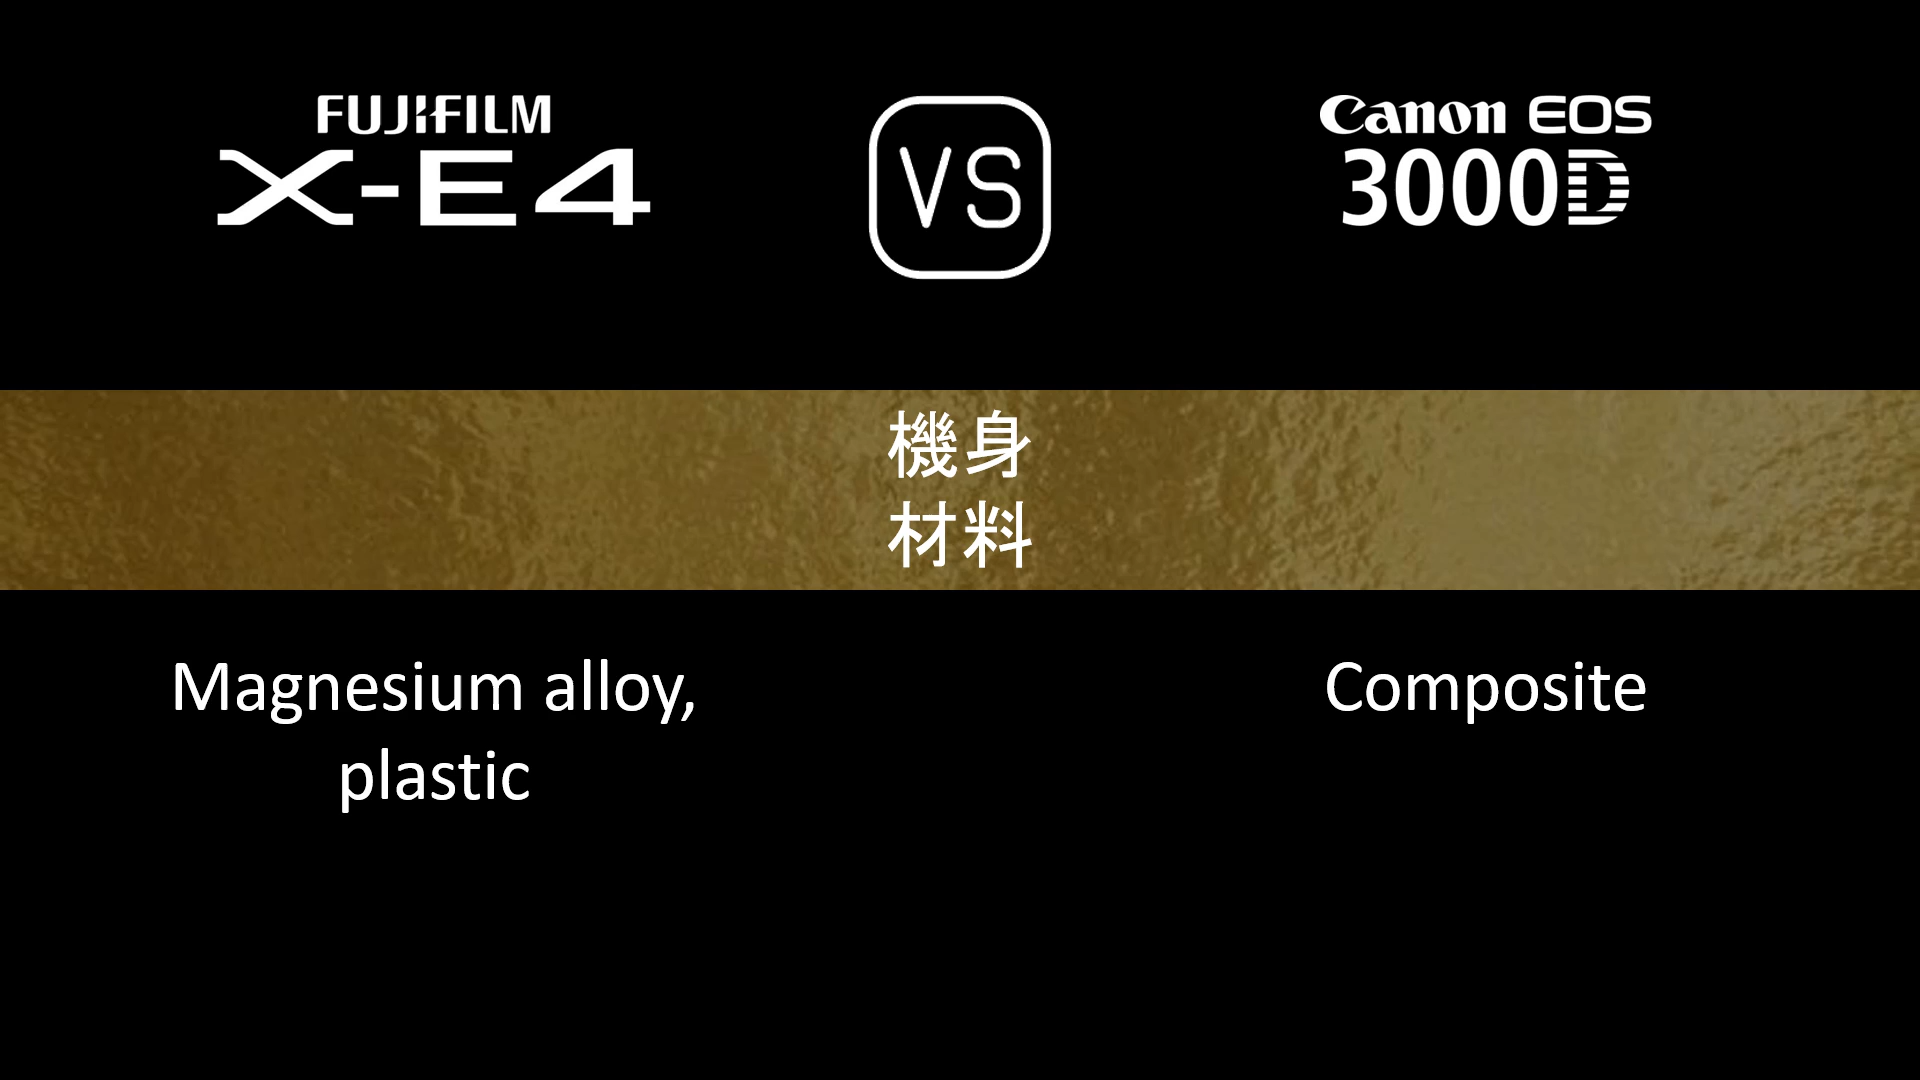 FUJIFILM
X-E4
VS
Canon EOS
3000D
機身
材料
Magnesium alloy,
plastic
Composite